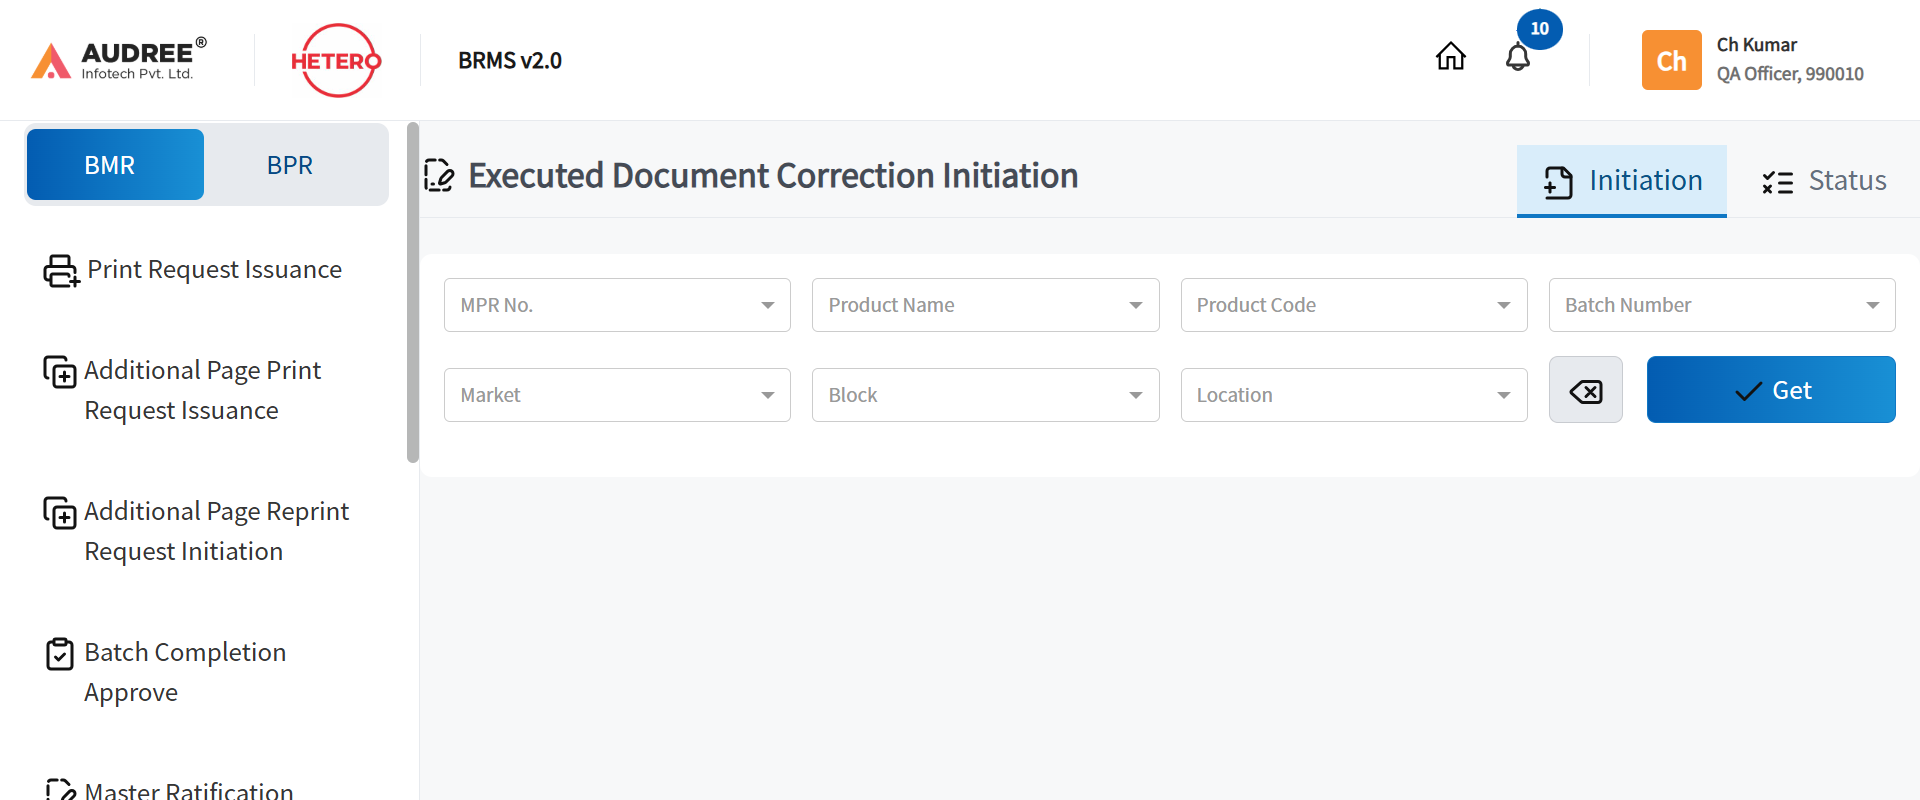 AUDREE®
Infotech Pvt. Ltd.
HETERO
BRMS v2.0
10
Ch
Ch Kumar
QA Officer, 990010
BMR
BPR
Print Request Issuance
Additional Page Print
Request Issuance
Additional Page Reprint
Request Initiation
Batch Completion
Approve
Master Ratification
Executed Document Correction Initiation
Initiation
Status
MPR No.
Product Name
Product Code
Batch Number
Market
Block
Location
Get